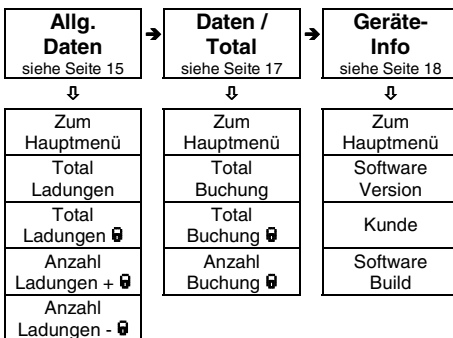 Allg.
Daten
siehe Seite 15
Daten /
Total
siehe Seite 17
Geräte-
Info
siehe Seite 18
Zum
Hauptmenü
Total
Ladungen
Total
Ladungen
Anzahl
Ladungen +
Anzahl
Ladungen -
Zum
Hauptmenü
Total
Buchung
Total
Buchung
Anzahl
Buchung
Zum
Hauptmenü
Software
Version
Kunde
Software
Build